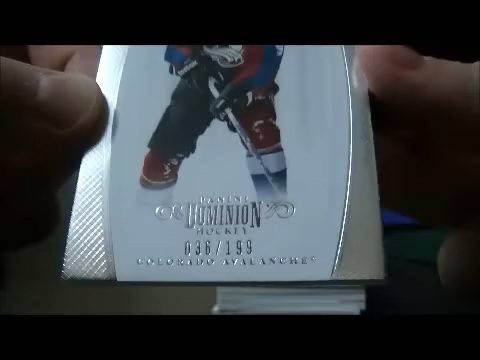 PANINI
DOMINION
HOCKEY
036/199
COLORADO AVALANCHE®